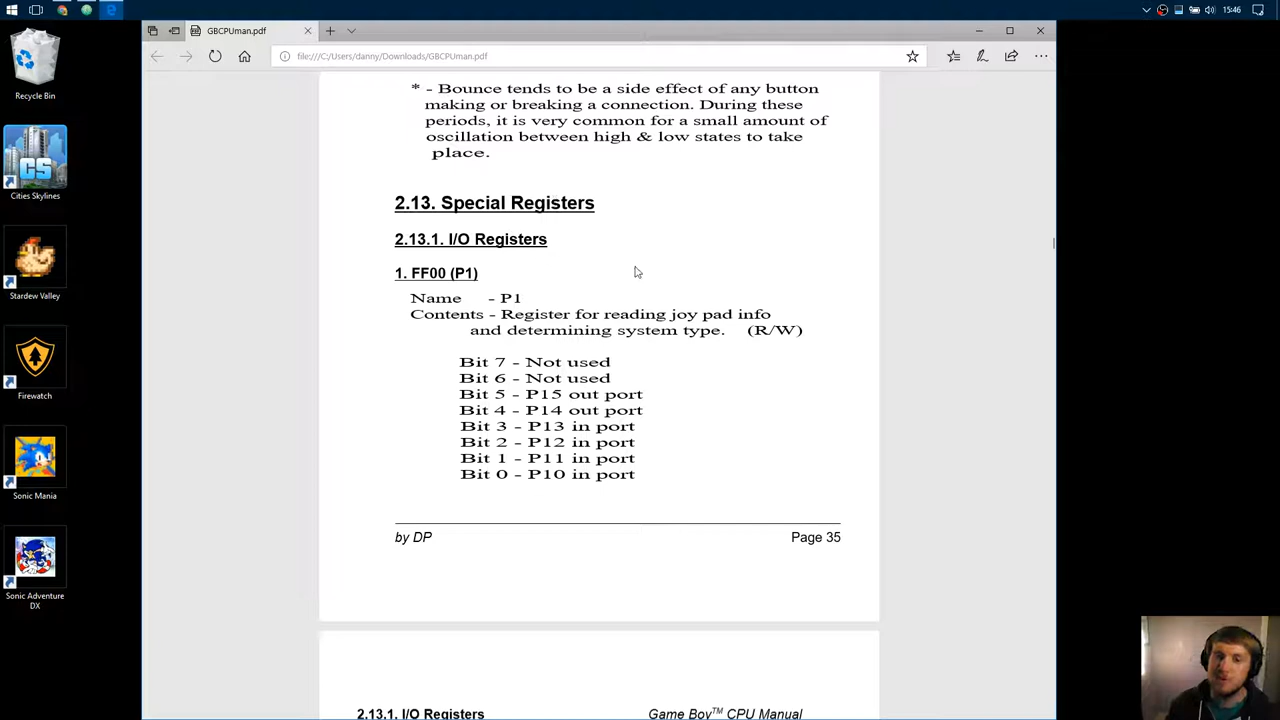 15:46
GBCPUman.pdf
file:///C:/Users/danny/Downloads/GBCPUman.pdf
Recycle Bin
CS
Cities Skylines
Stardew Valley
Firewatch
Sonic Mania
Sonic Adventure
DX
* - Bounce tends to be a side effect of any button
making or breaking a connection. During these
periods, it is very common for a small amount of
oscillation between high & low states to take
place.
2.13. Special Registers
2.13.1. I/O Registers
1. FF00 (P1)
Name - P1
Contents - Register for reading joy pad info
and determining system type. (R/W)
Bit 7 - Not used
Bit 6 - Not used
Bit 5 - P15 out port
Bit 4 - P14 out port
Bit 3 - P13 in port
Bit 2 - P12 in port
Bit 1 - P11 in port
Bit 0 - P10 in port
by DP Page 35
2.13.1. I/O Registers Game Boy™ CPU Manual